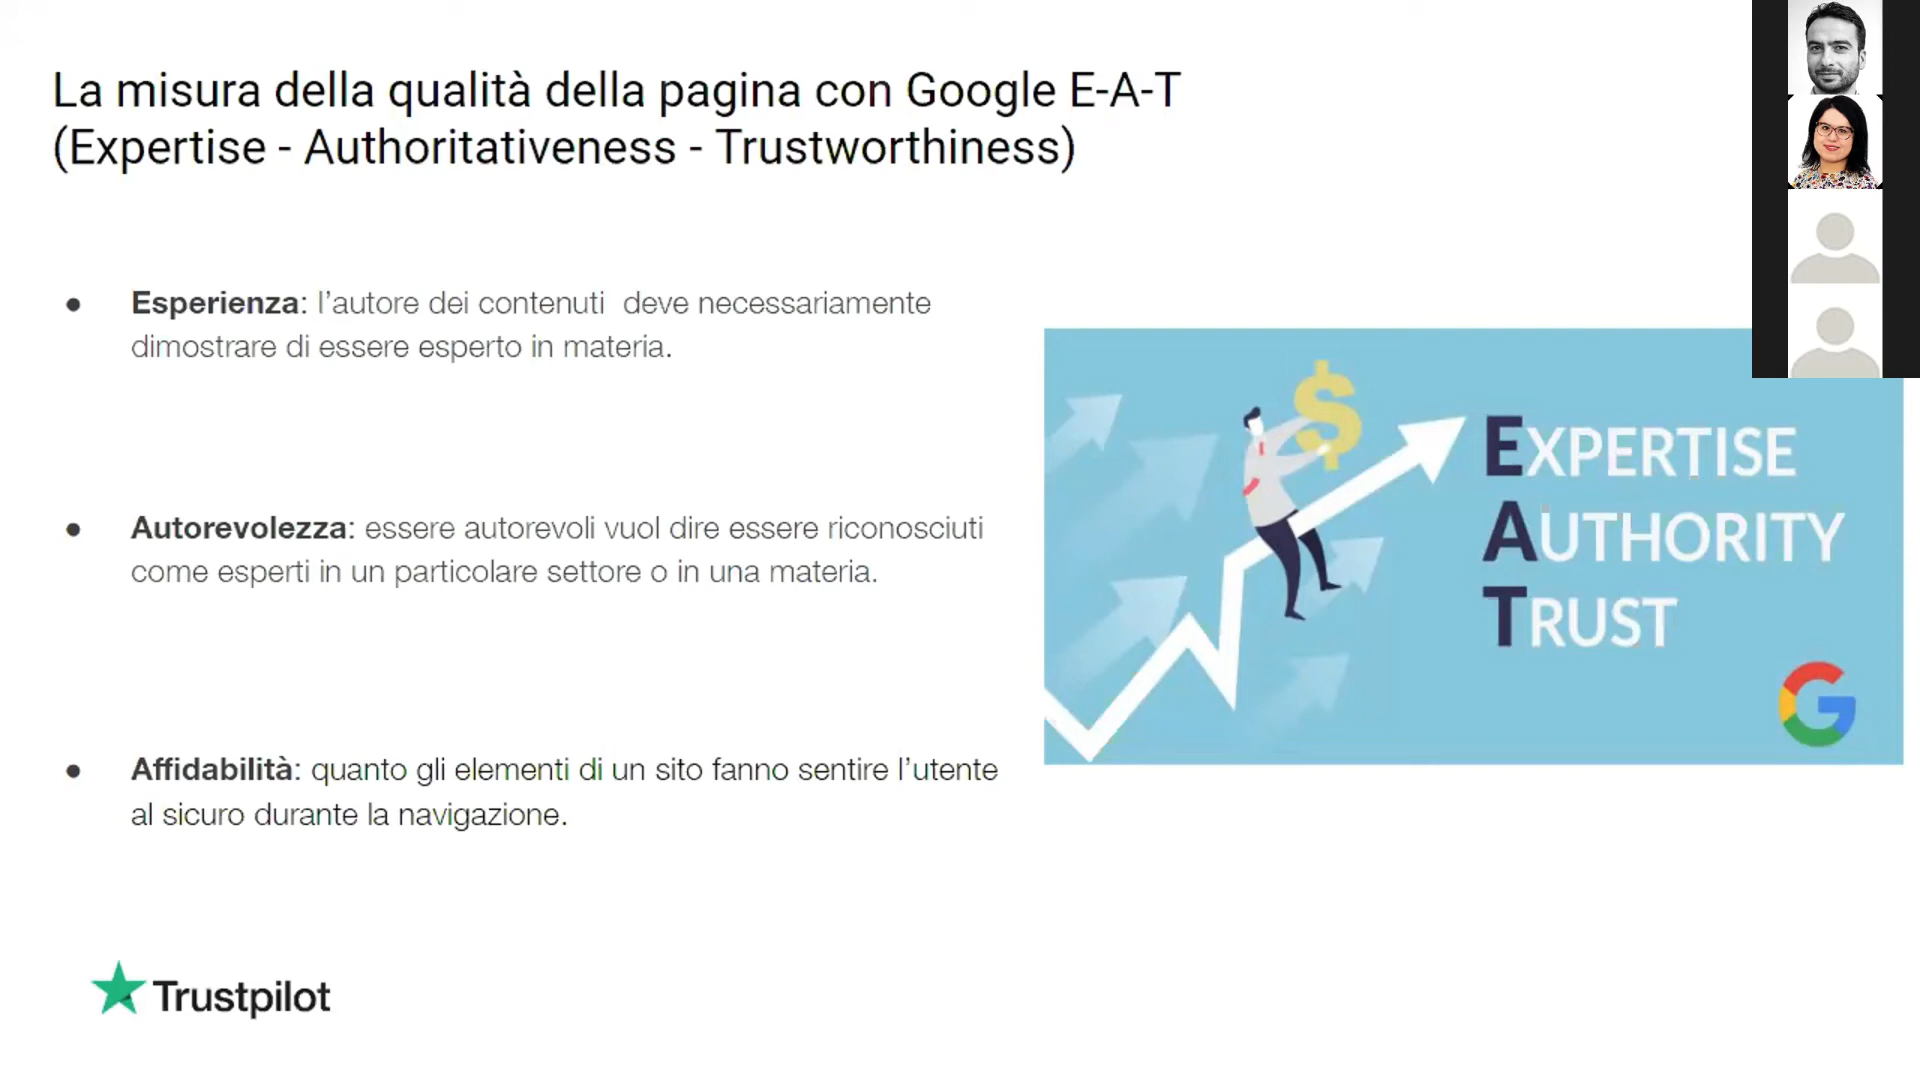 La misura della qualità della pagina con Google E-A-T
(Expertise - Authoritativeness - Trustworthiness)
● Esperienza: l’autore dei contenuti  deve necessariamente
dimostrare di essere esperto in materia.
● Autorevolezza: essere autorevoli vuol dire essere riconosciuti
come esperti in un particolare settore o in una materia.
● Affidabilità: quanto gli elementi di un sito fanno sentire l’utente
al sicuro durante la navigazione.
$
EXPERTISE
AUTHORITY
TRUST
G
Trustpilot